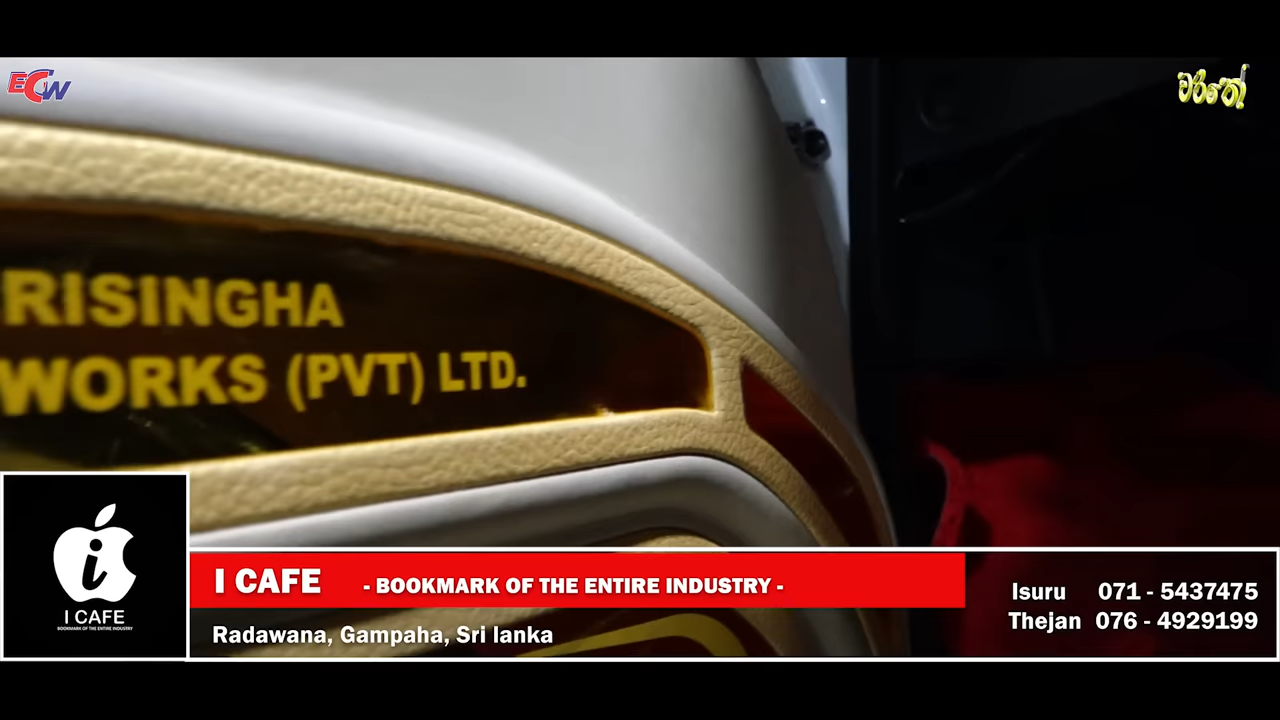 ECW
වරිතෝ
RISINGHA
WORKS (PVT) LTD.
I CAFE
BOOKMARK OF THE ENTIRE INDUSTRY
I CAFE - BOOKMARK OF THE ENTIRE INDUSTRY -
Radawana, Gampaha, Sri lanka
Isuru 071 - 5437475
Thejan 076 - 4929199